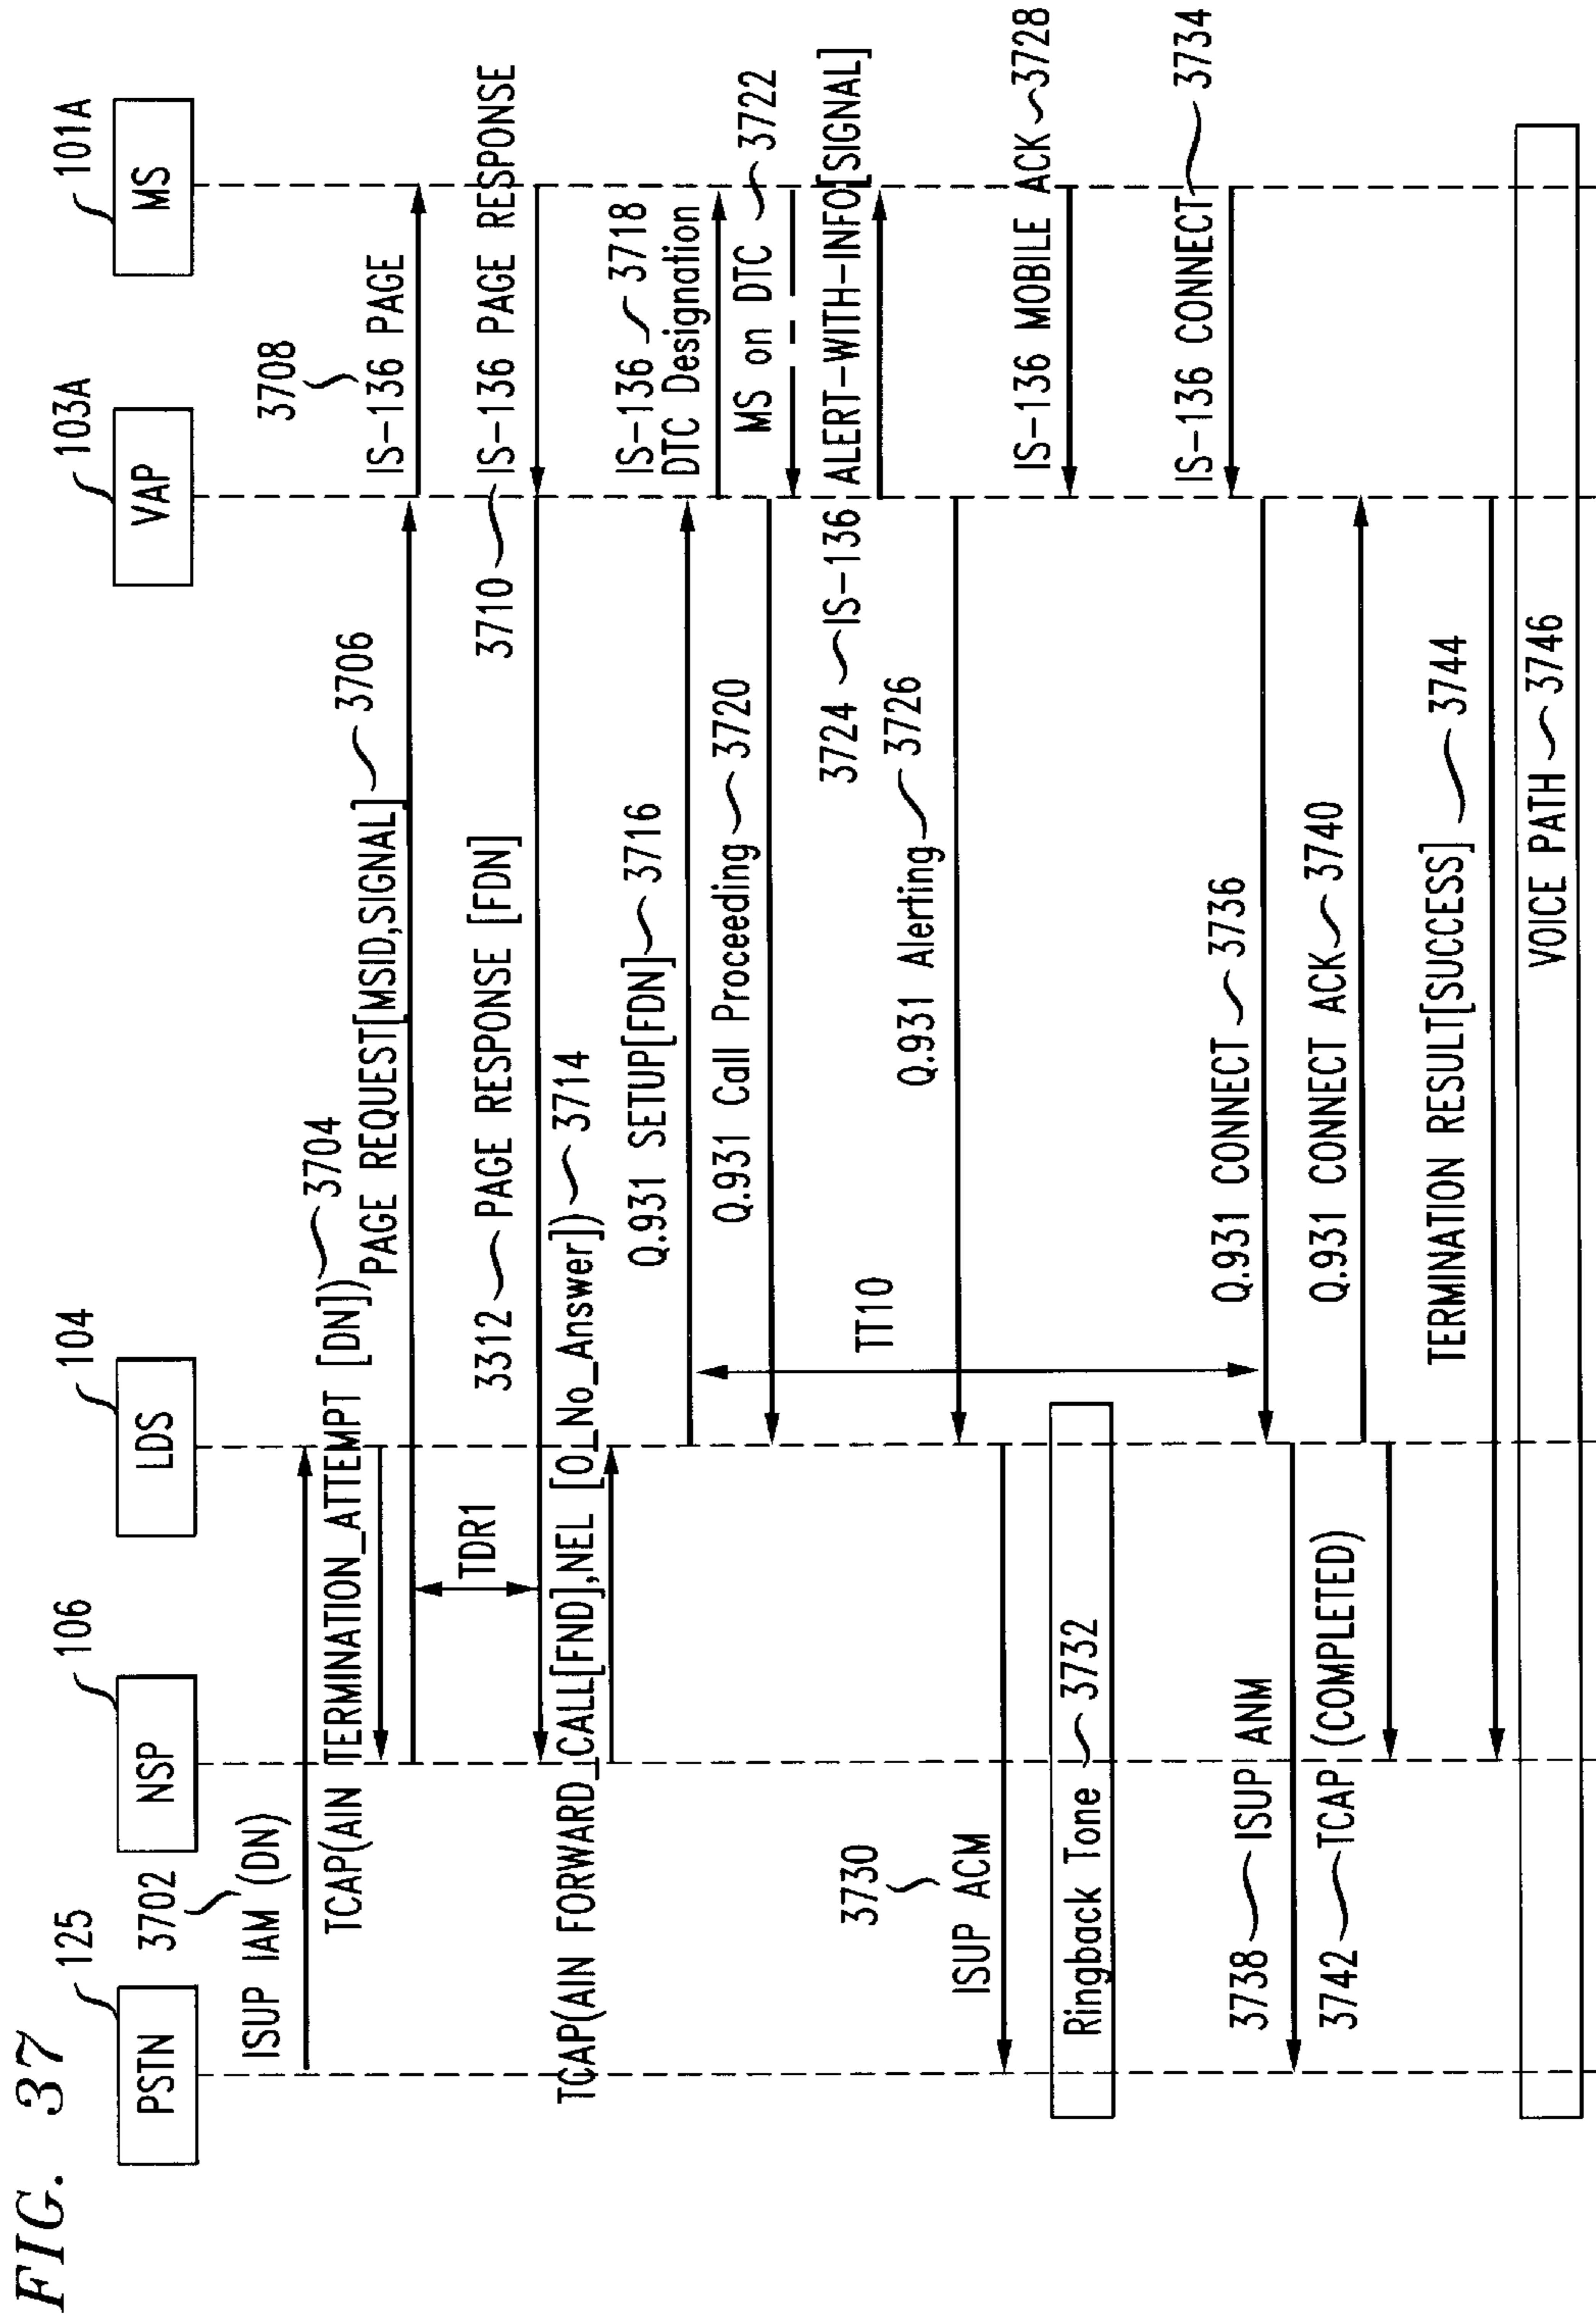 FIG. 37
PSTN
125
NSP
106
LDS
104
VAP
103A
MS
101A
3702
ISUP IAM (DN)
TCAP(AIN TERMINATION_ATTEMPT [DN])
3704
PAGE REQUEST[MSID,SIGNAL]
3706
3708
IS-136 PAGE
TDR1
3710
IS-136 PAGE RESPONSE
3312
PAGE RESPONSE [FDN]
TCAP(AIN FORWARD_CALL[FND],NEL [O_No_Answer])
3714
Q.931 SETUP[FDN]
3716
IS-136
3718
DTC Designation
Q.931 Call Proceeding
3720
MS on DTC
3722
3724
IS-136 ALERT-WITH-INFO[SIGNAL]
Q.931 Alerting
3726
TT10
3730
ISUP ACM
IS-136 MOBILE ACK
3728
Ringback Tone
3732
IS-136 CONNECT
3734
Q.931 CONNECT
3736
3738
ISUP ANM
Q.931 CONNECT ACK
3740
3742
TCAP (COMPLETED)
TERMINATION RESULT[SUCCESS]
3744
VOICE PATH
3746